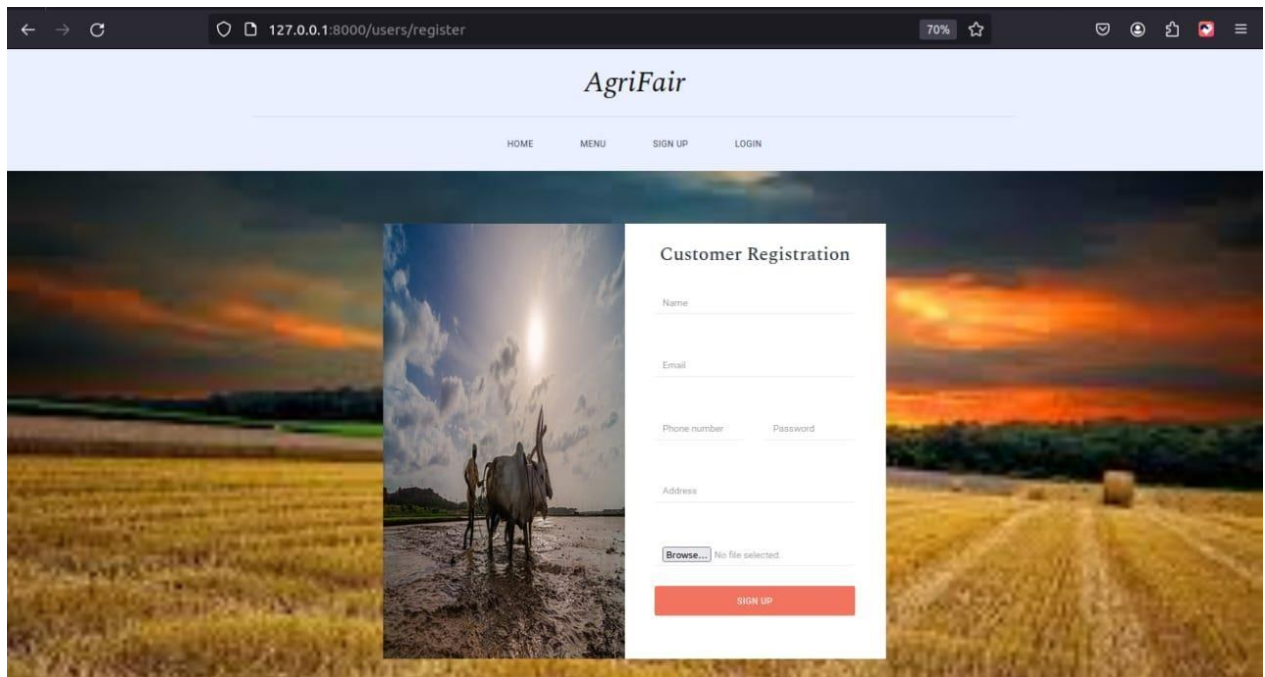 127.0.0.1:8000/users/register 70%
AgriFair
HOME MENU SIGN UP LOGIN
Customer Registration
Name
Email
Phone number Password
Address
Browse... No file selected.
SIGN UP